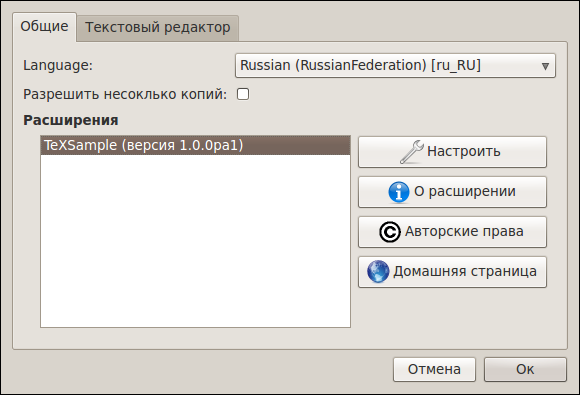 Общие
Текстовый редактор
Language:
Russian (RussianFederation) [ru_RU]
Разрешить несоклько копий:
Расширения
TeXSample (версия 1.0.0pa1)
Настроить
О расширении
Авторские права
Домашняя страница
Отмена
Ок